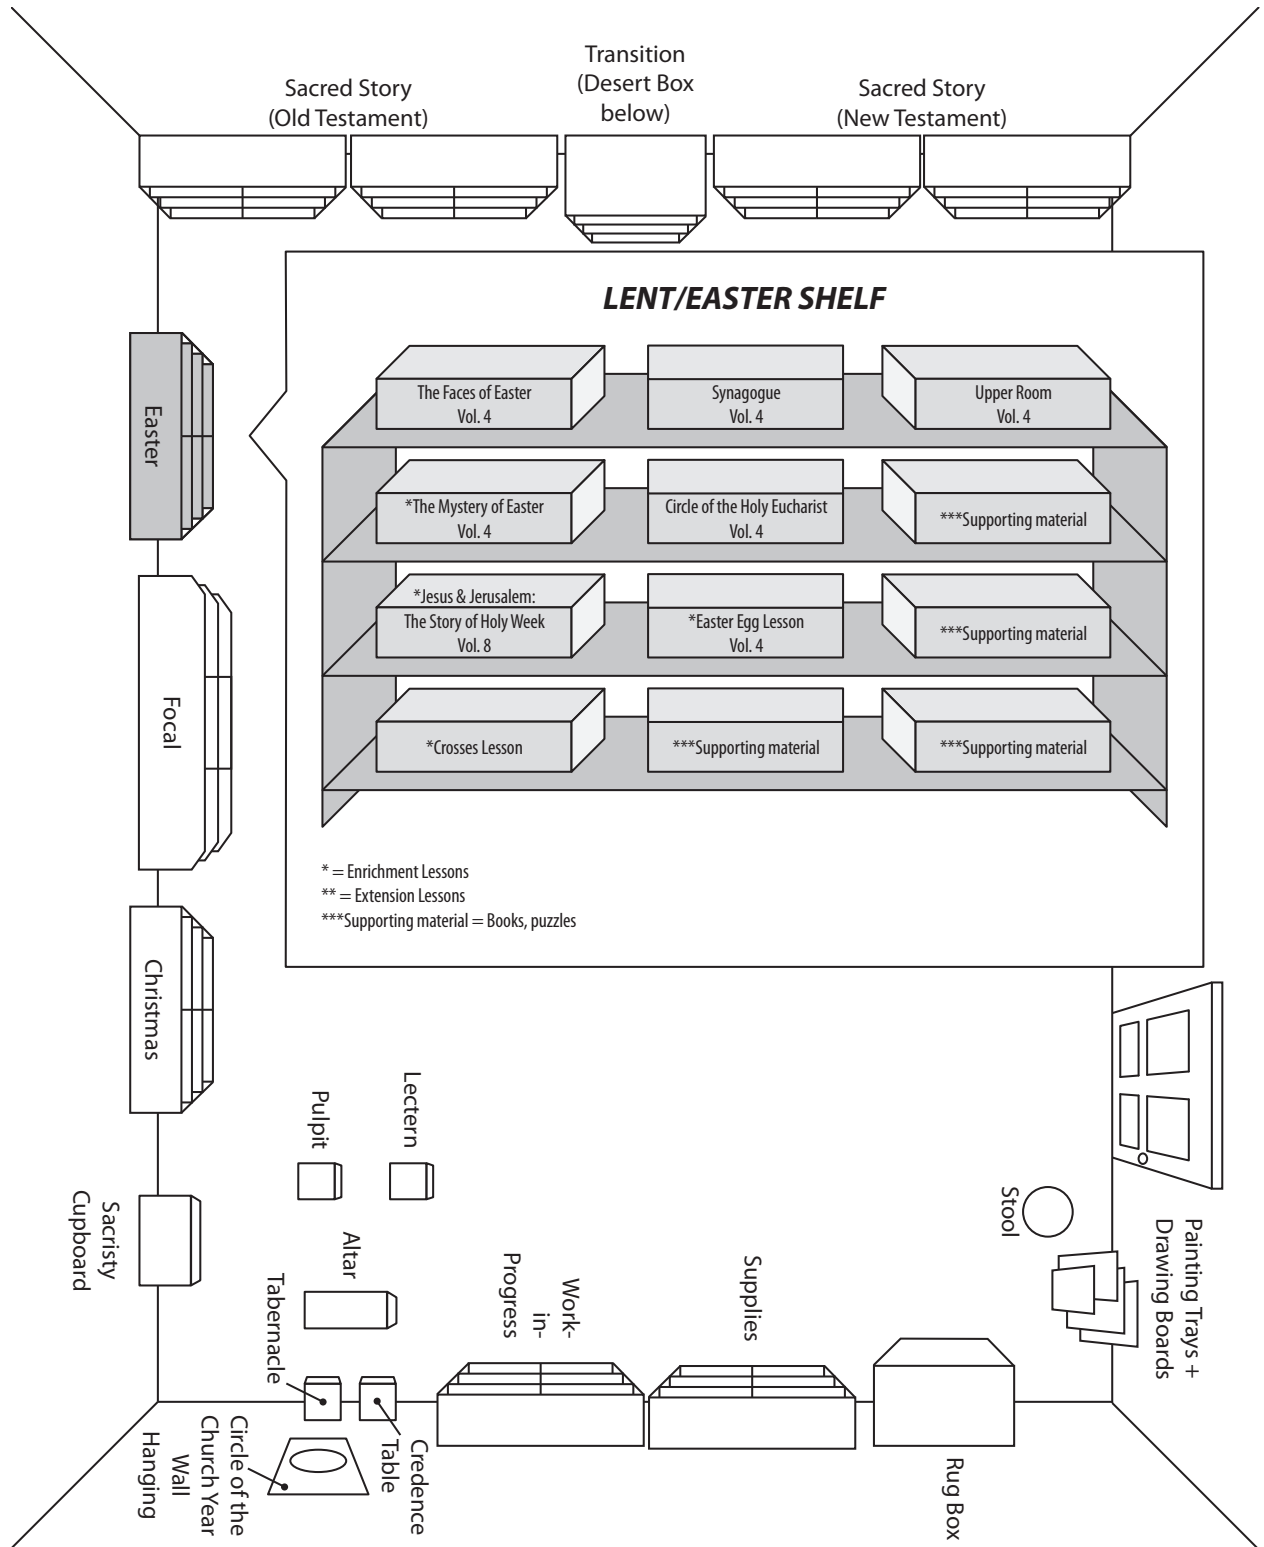 Transition
(Desert Box
below)
Sacred Story
(Old Testament)
Sacred Story
(New Testament)
LENT/EASTER SHELF
The Faces of Easter
Vol. 4
Synagogue
Vol. 4
Upper Room
Vol. 4
*The Mystery of Easter
Vol. 4
Circle of the Holy Eucharist
Vol. 4
***Supporting material
*Jesus & Jerusalem:
The Story of Holy Week
Vol. 8
*Easter Egg Lesson
Vol. 4
***Supporting material
*Crosses Lesson
***Supporting material
***Supporting material
* = Enrichment Lessons
** = Extension Lessons
***Supporting material = Books, puzzles
Easter
Focal
Christmas
Sacristy
Cupboard
Pulpit
Lectern
Altar
Tabernacle
Credence
Table
Circle of the
Church Year
Wall
Hanging
Work-
in-
Progress
Supplies
Rug Box
Stool
Painting Trays +
Drawing Boards